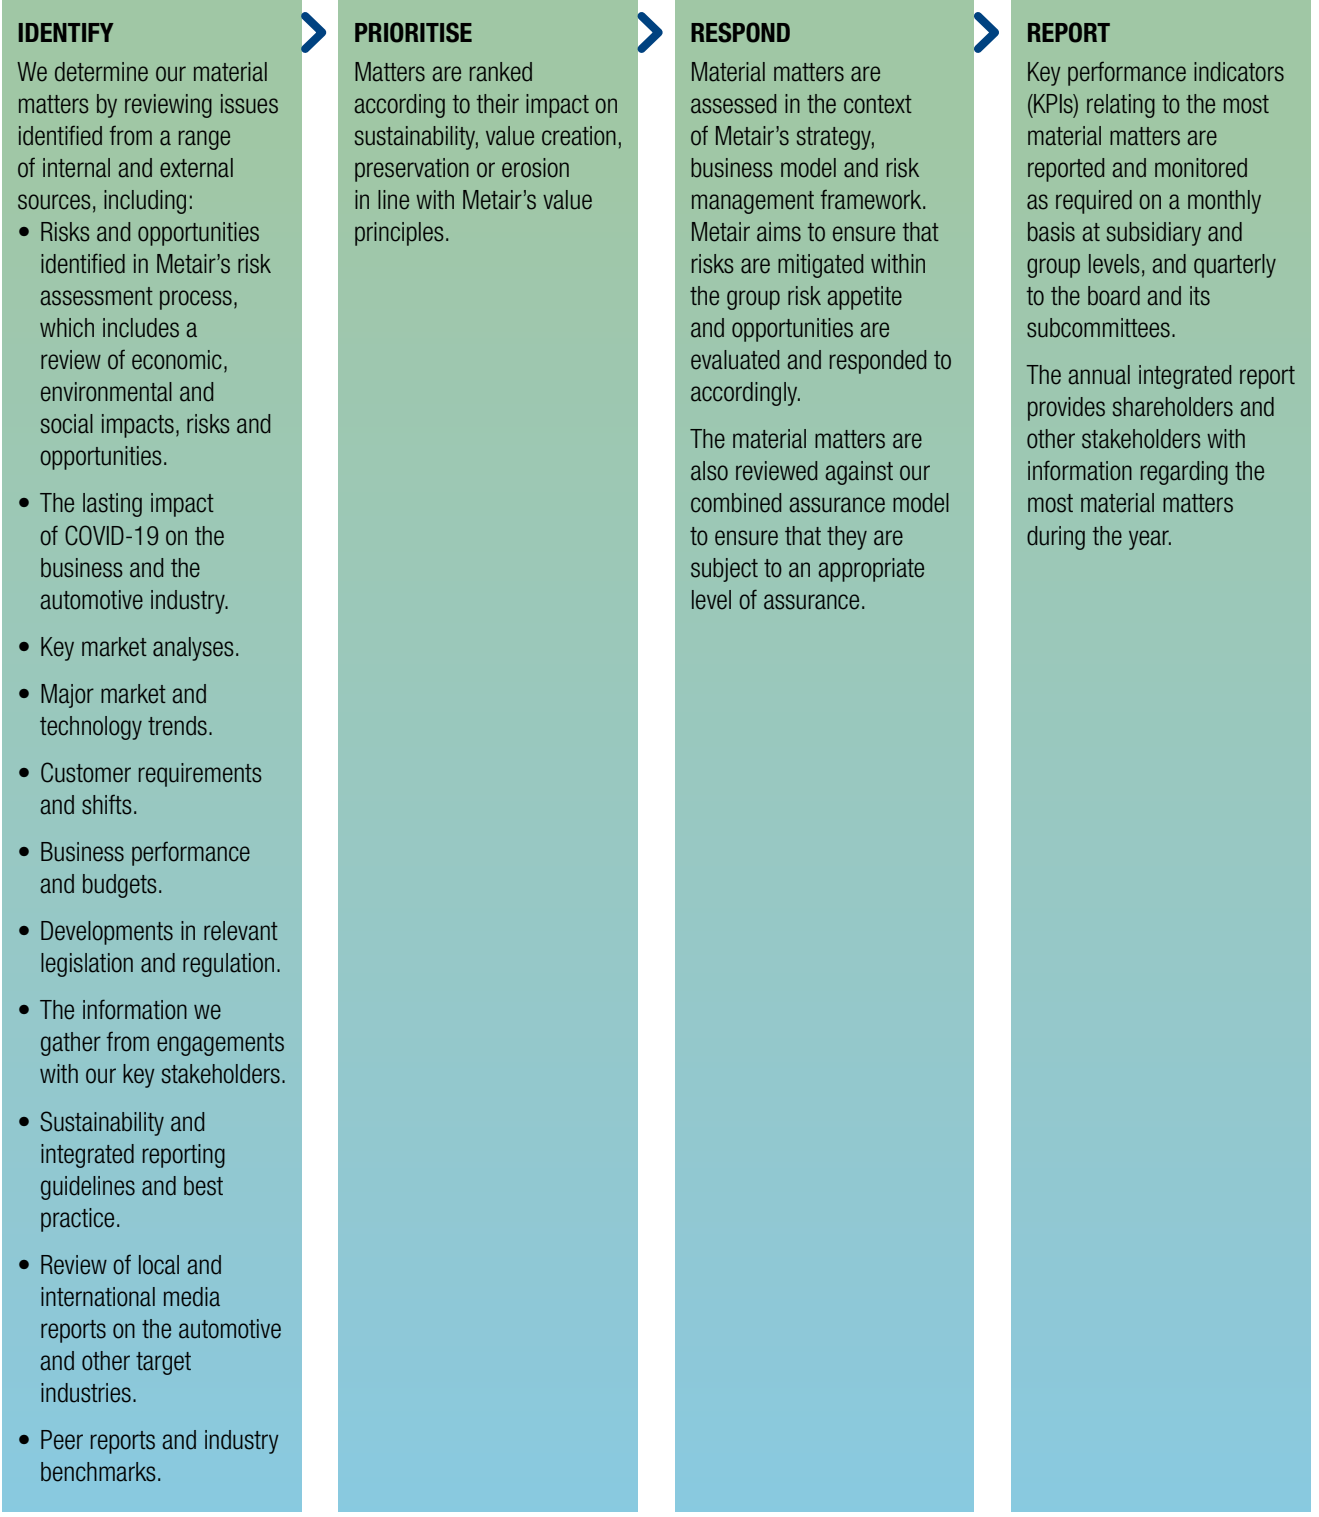 IDENTIFY
We determine our material
matters by reviewing issues
identified from a range
of internal and external
sources, including:
• Risks and opportunities
identified in Metair's risk
assessment process,
which includes a
review of economic,
environmental and
social impacts, risks and
opportunities.
• The lasting impact
of COVID-19 on the
business and the
automotive industry.
• Key market analyses.
• Major market and
technology trends.
• Customer requirements
and shifts.
• Business performance
and budgets.
• Developments in relevant
legislation and regulation.
• The information we
gather from engagements
with our key stakeholders.
• Sustainability and
integrated reporting
guidelines and best
practice.
• Review of local and
international media
reports on the automotive
and other target
industries.
• Peer reports and industry
benchmarks.
PRIORITISE
Matters are ranked
according to their impact on
sustainability, value creation,
preservation or erosion
in line with Metair's value
principles.
RESPOND
Material matters are
assessed in the context
of Metair's strategy,
business model and risk
management framework.
Metair aims to ensure that
risks are mitigated within
the group risk appetite
and opportunities are
evaluated and responded to
accordingly.
The material matters are
also reviewed against our
combined assurance model
to ensure that they are
subject to an appropriate
level of assurance.
REPORT
Key performance indicators
(KPIs) relating to the most
material matters are
reported and monitored
as required on a monthly
basis at subsidiary and
group levels, and quarterly
to the board and its
subcommittees.
The annual integrated report
provides shareholders and
other stakeholders with
information regarding the
most material matters
during the year.